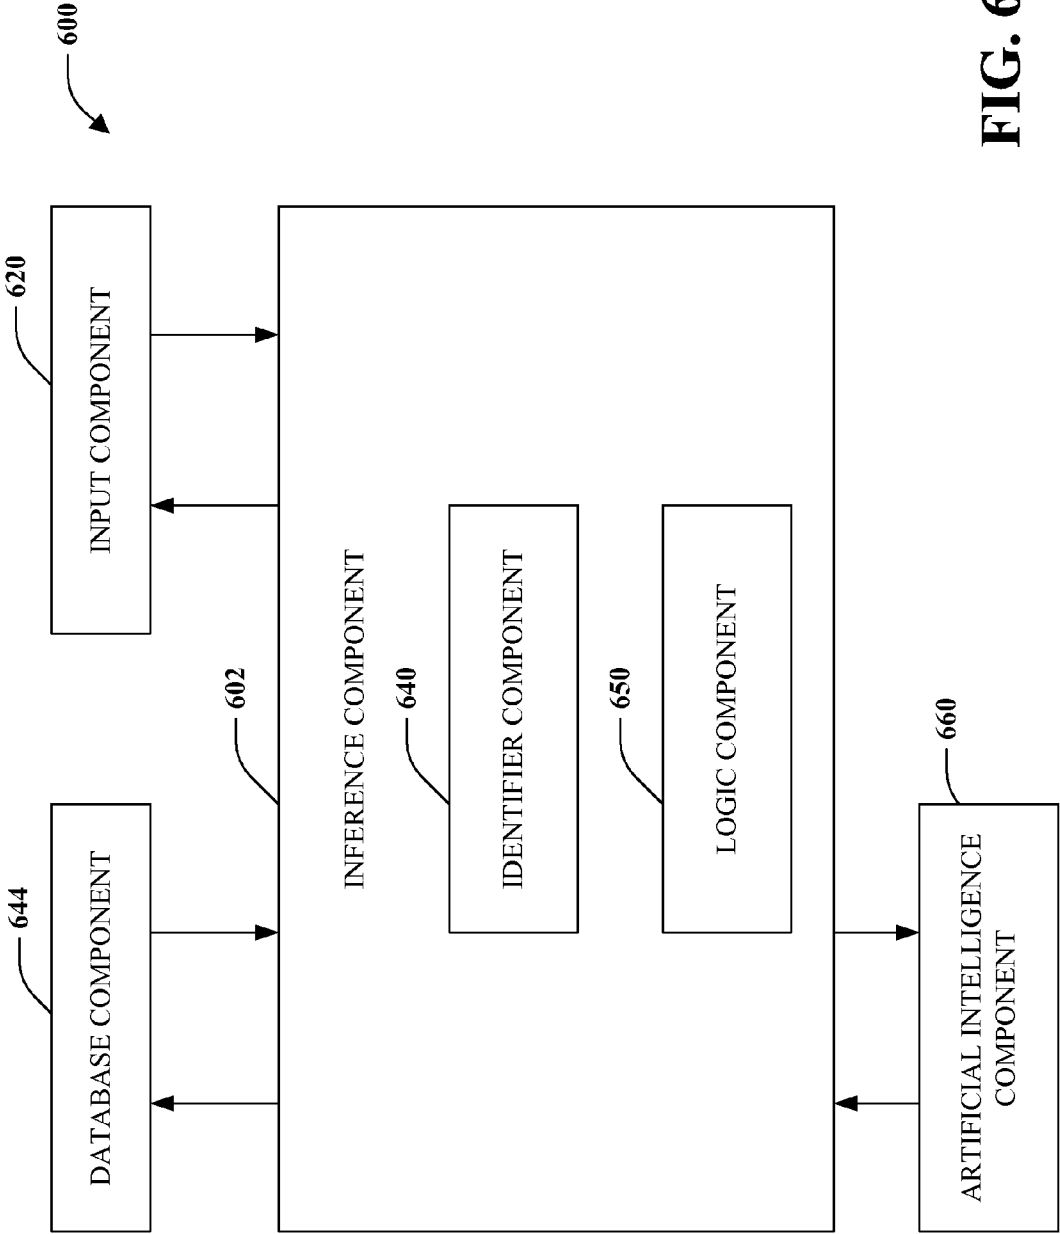 600
644
620
DATABASE COMPONENT
INPUT COMPONENT
602
INFERENCE COMPONENT
640
IDENTIFIER COMPONENT
650
LOGIC COMPONENT
660
ARTIFICIAL INTELLIGENCE
COMPONENT
FIG. 6